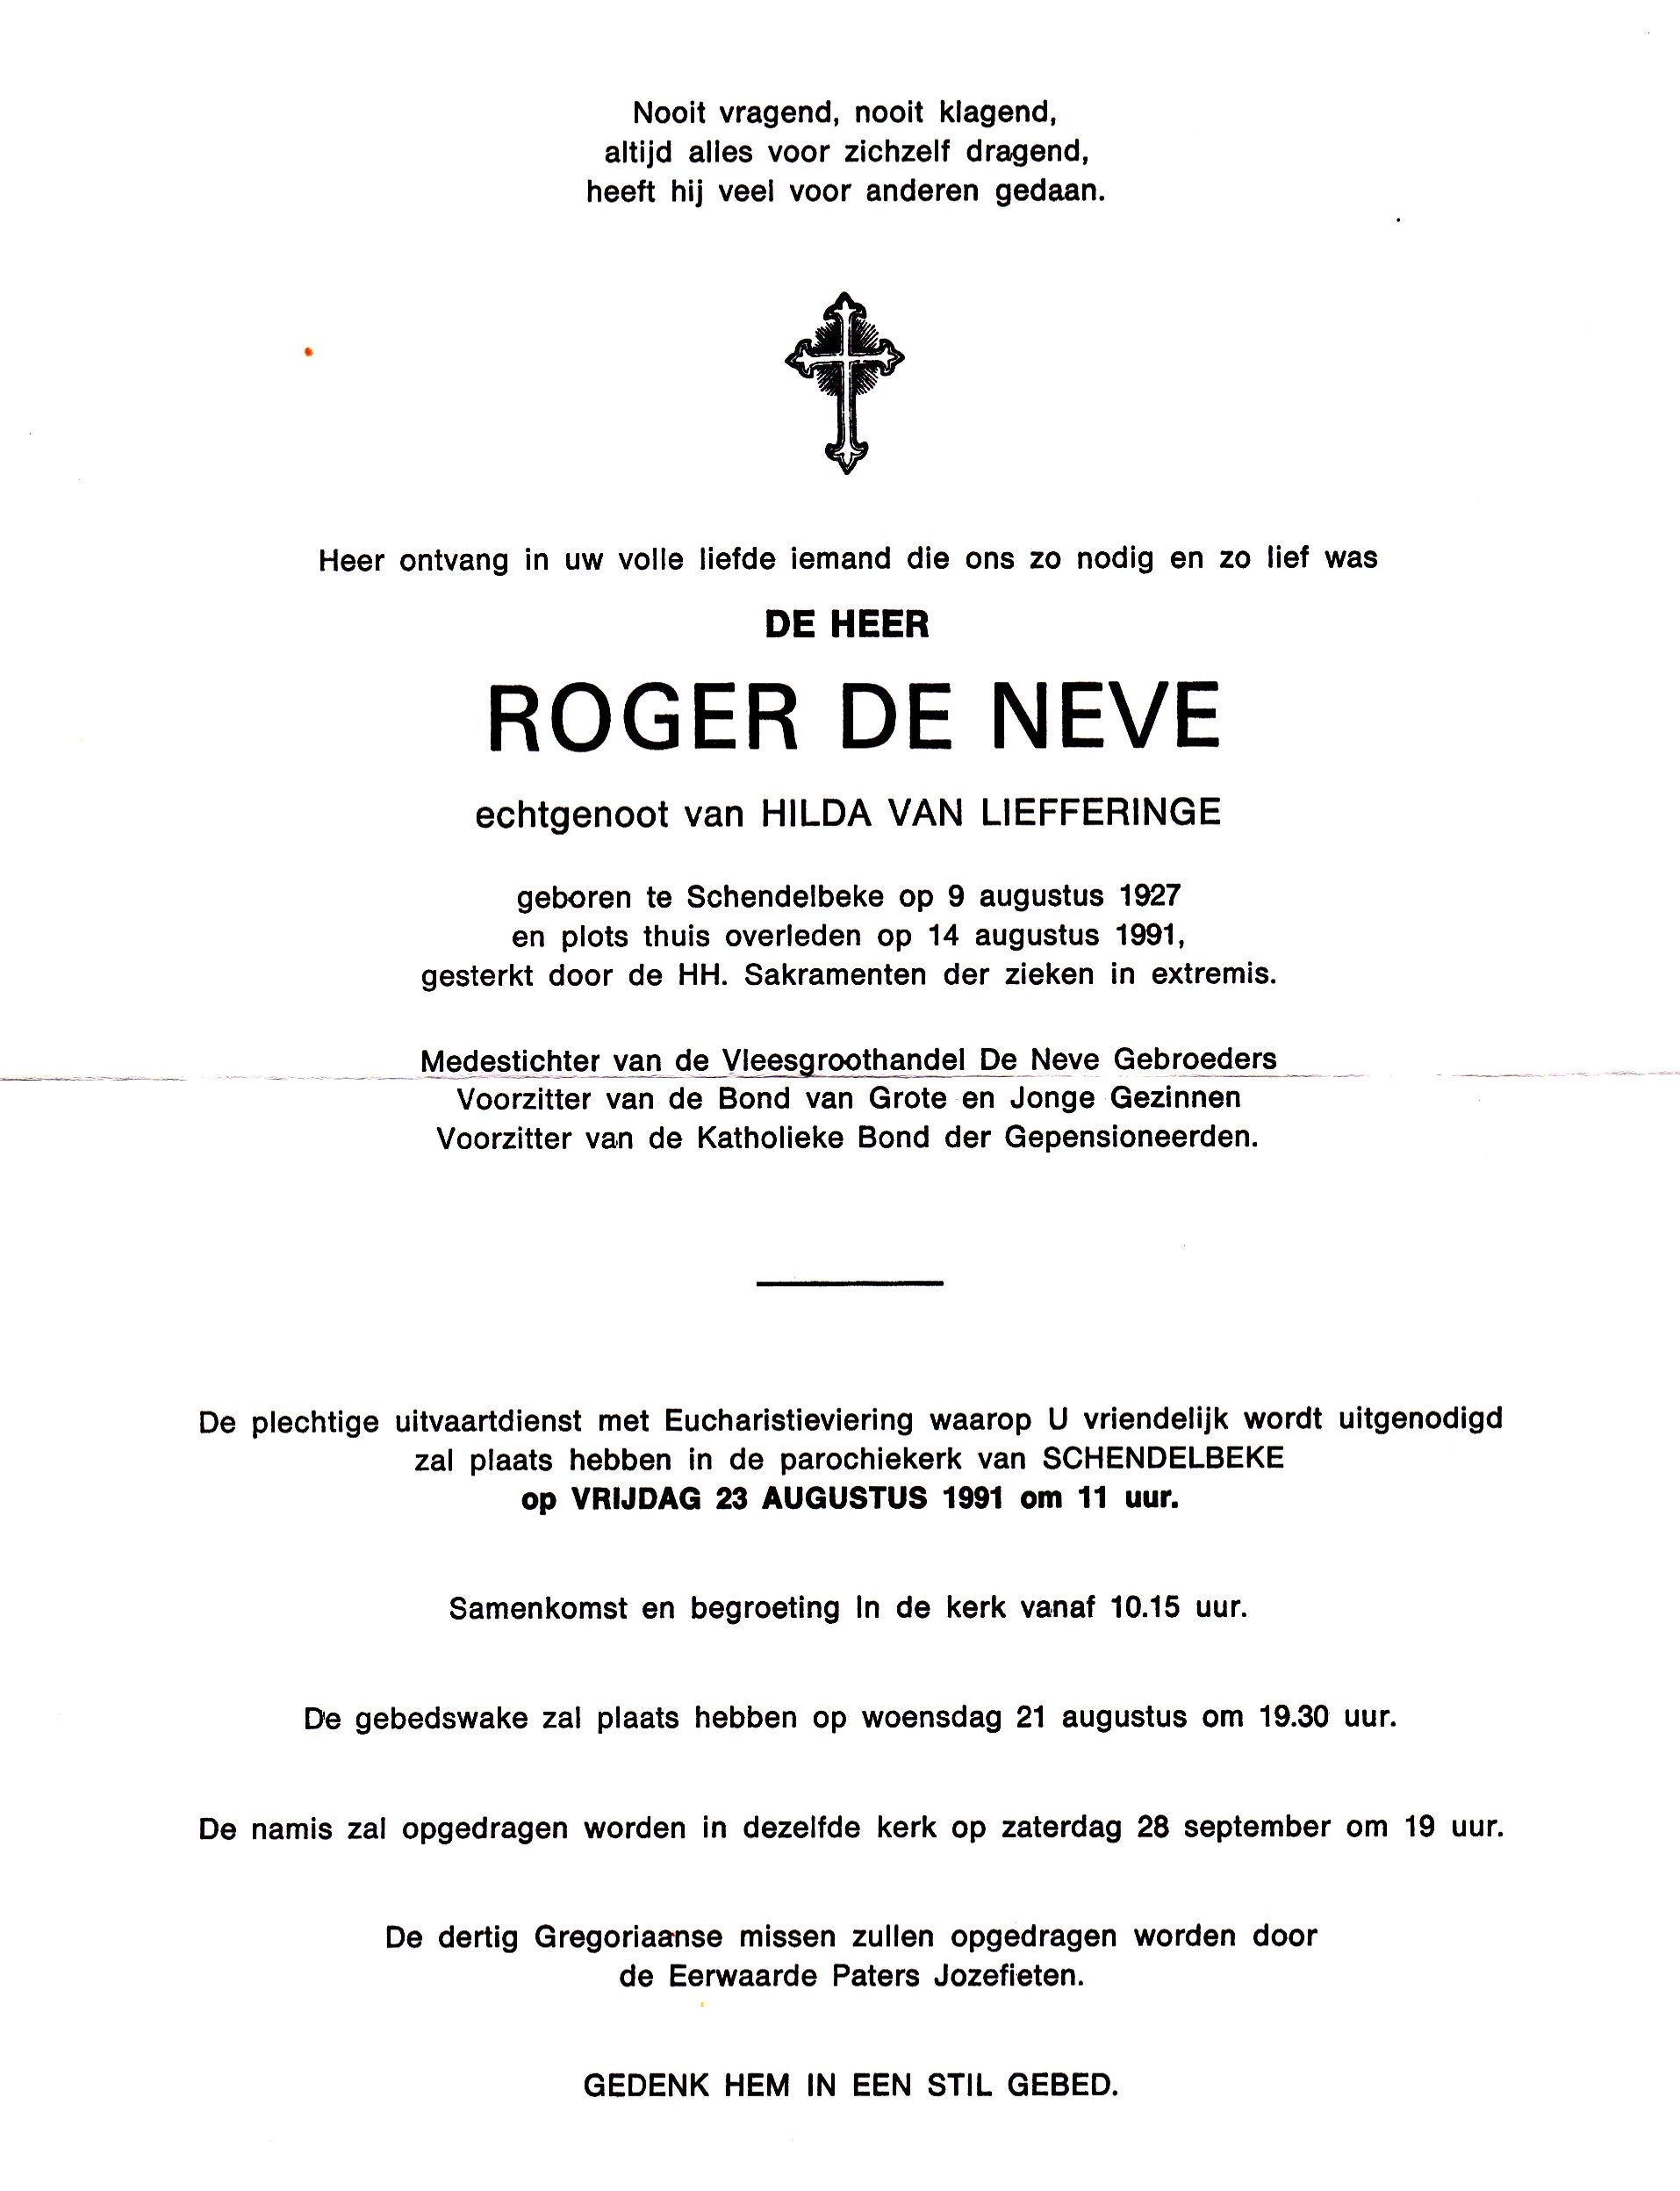 Nooit vragend, nooit klagend,
altijd alles voor zichzelf dragend,
heeft hij veel voor anderen gedaan.
Heer ontvang in uw volle liefde iemand die ons zo nodig en zo lief was
DE HEER
ROGER DE NEVE
echtgenoot van HILDA VAN LIEFFERINGE
geboren te Schendelbeke op 9 augustus 1927
en plots thuis overleden op 14 augustus 1991,
gesterkt door de HH. Sakramenten der zieken in extremis.
Medestichter van de Vleesgroothandel De Neve Gebroeders
Voorzitter van de Bond van Grote en Jonge Gezinnen
Voorzitter van de Katholieke Bond der Gepensioneerden.
De plechtige uitvaartdienst met Eucharistieviering waarop U vriendelijk wordt uitgenodigd
zal plaats hebben in de parochiekerk van SCHENDELBEKE
op VRIJDAG 23 AUGUSTUS 1991 om 11 uur.
Samenkomst en begroeting In de kerk vanaf 10.15 uur.
De gebedswake zal plaats hebben op woensdag 21 augustus om 19.30 uur.
De namis zal opgedragen worden in dezelfde kerk op zaterdag 28 september om 19 uur.
De dertig Gregoriaanse missen zullen opgedragen worden door
de Eerwaarde Paters Jozefieten.
GEDENK HEM IN EEN STIL GEBED.